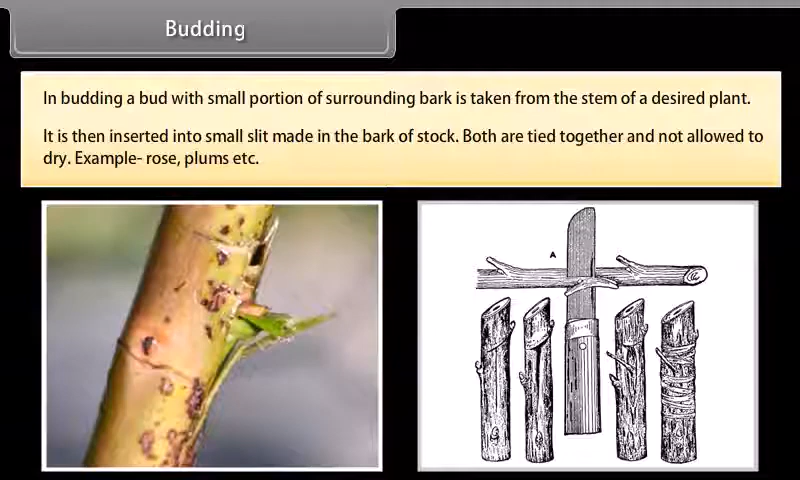 Budding
In budding a bud with small portion of surrounding bark is taken from the stem of a desired plant.
It is then inserted into small slit made in the bark of stock. Both are tied together and not allowed to
dry. Example- rose, plums etc.
A